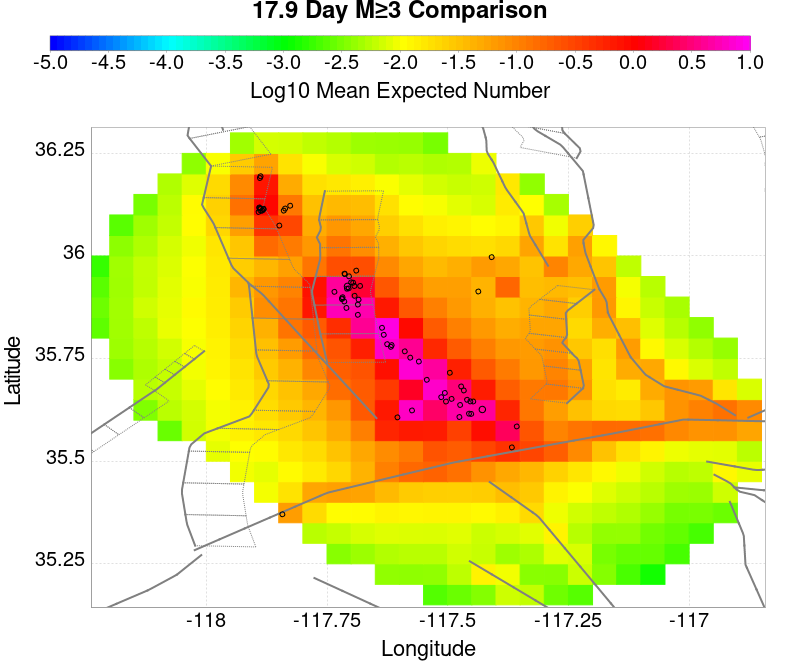 17.9 Day M≥3 Comparison
-5.0 -4.5 -4.0 -3.5 -3.0 -2.5 -2.0 -1.5 -1.0 -0.5 0.0 0.5 1.0
Log10 Mean Expected Number
36.25
36
35.75
35.5
35.25
Latitude
-118 -117.75 -117.5 -117.25 -117
Longitude